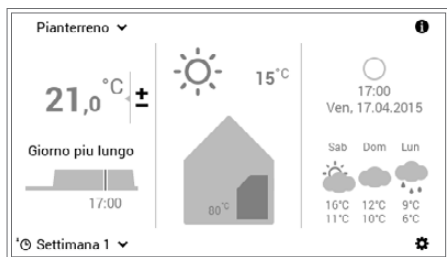 Pianterreno
21,0°C ±
Giorno piu lungo
17:00
Settimana 1
15°C
80°C
17:00
Ven, 17.04.2015
Sab Dom Lun
16°C 12°C 9°C
11°C 10°C 6°C